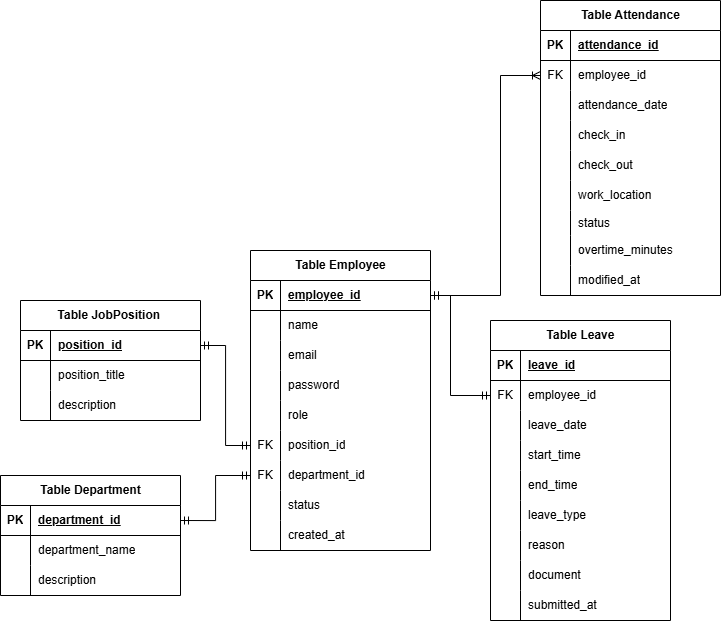 Table Attendance
PK attendance_id
FK employee_id
attendance_date
check_in
check_out
work_location
status
overtime_minutes
modified_at
Table Employee
PK employee_id
name
email
password
role
FK position_id
FK department_id
status
created_at
Table JobPosition
PK position_id
position_title
description
Table Department
PK department_id
department_name
description
Table Leave
PK leave_id
FK employee_id
leave_date
start_time
end_time
leave_type
reason
document
submitted_at